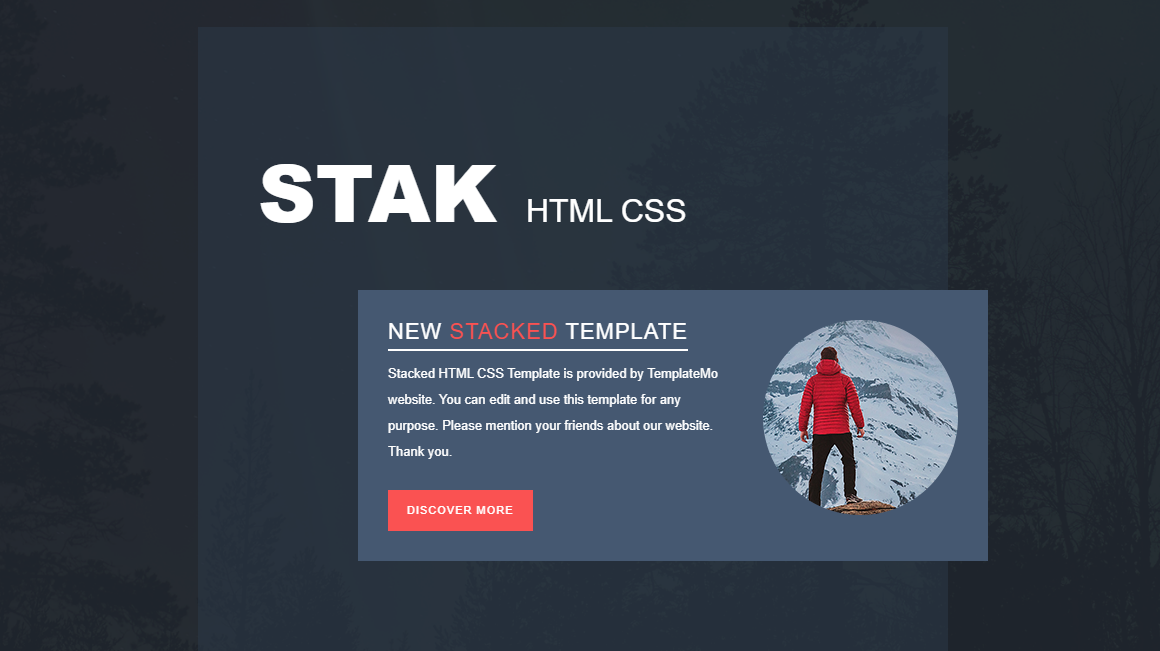 STAK HTML CSS
NEW STACKED TEMPLATE
Stacked HTML CSS Template is provided by TemplateMo
website. You can edit and use this template for any
purpose. Please mention your friends about our website.
Thank you.
DISCOVER MORE